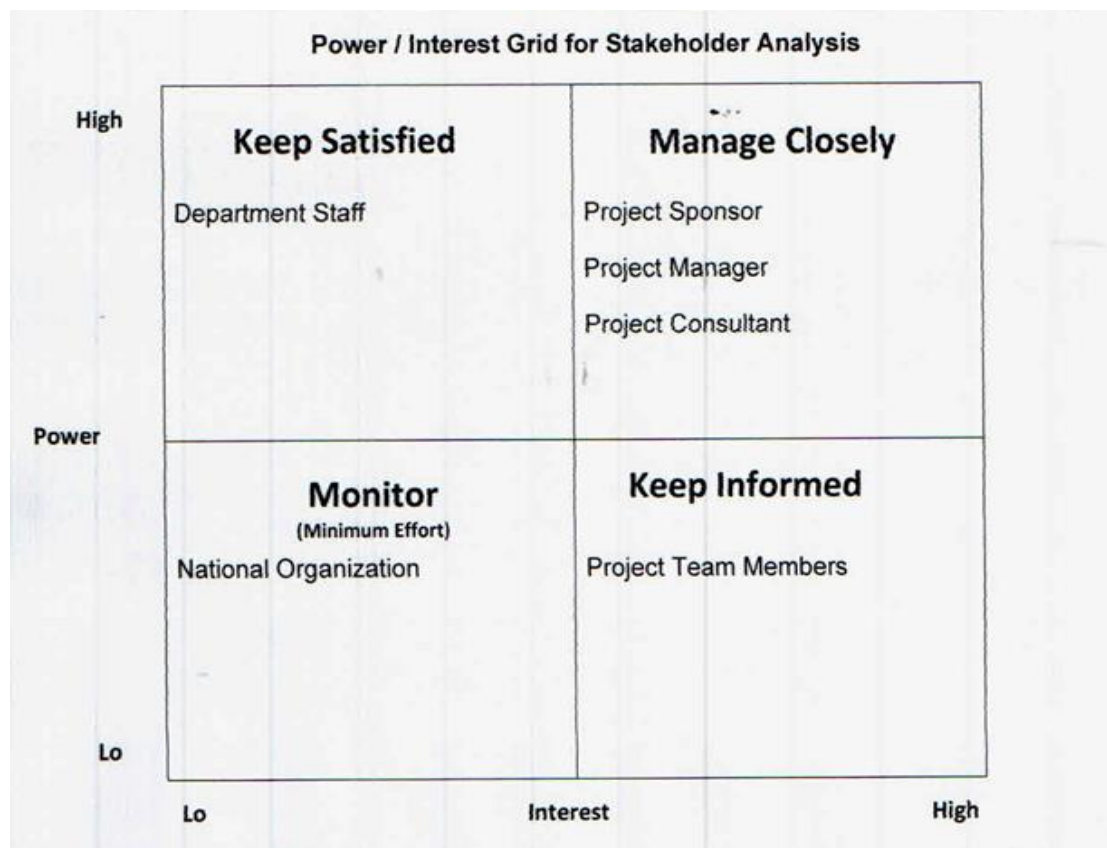 Power / Interest Grid for Stakeholder Analysis
High
Keep Satisfied
Manage Closely
Department Staff
Project Sponsor
Project Manager
Project Consultant
Power
Monitor
(Minimum Effort)
Keep Informed
National Organization
Project Team Members
Lo
Lo
Interest
High